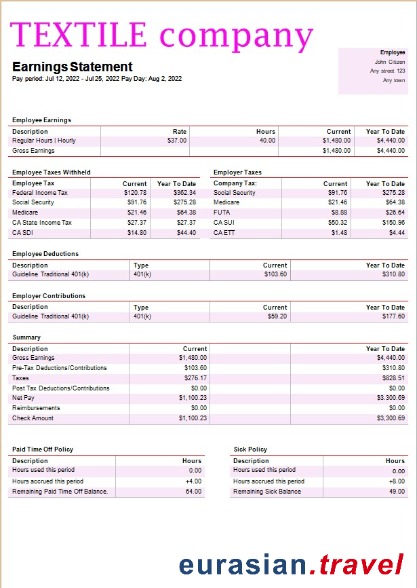 TEXTILE company
Earnings Statement
Pay period: Jul 12, 2022 - Jul 25, 2022 Pay Day: Aug 2, 2022
Employee
John Citizen
Any street 123
Any town
Employee Earnings
Description Rate Hours Current Year To Date
Regular Hours | Hourly $37.00 40.00 $1,480.00 $4,440.00
Gross Earnings $1,480.00 $4,440.00
Employee Taxes Withheld Employer Taxes
Employee Tax Current Year To Date Company Tax: Current Year To Date
Federal Income Tax $120.78 $362.34 Social Security $91.76 $275.28
Social Security $91.76 $275.28 Medicare $21.46 $64.38
Medicare $21.46 $64.38 FUTA $8.88 $26.64
CA State Income Tax $27.37 $27.37 CA SUI $50.32 $150.96
CA SDI $14.80 $44.40 CA ETT $1.48 $4.44
Employee Deductions
Description Type Current Year To Date
Guideline Traditional 401(k) 401(k) $103.60 $310.80
Employer Contributions
Description Type Current Year To Date
Guideline Traditional 401(k) 401(k) $59.20 $177.60
Summary
Description Current Year To Date
Gross Earnings $1,480.00 $4,440.00
Pre-Tax Deductions/Contributions $103.60 $310.80
Taxes $276.17 $828.51
Post Tax Deductions/Contributions $0.00 $0.00
Net Pay $1,100.23 $3,300.69
Reimbursements $0.00 $0.00
Check Amount $1,100.23 $3,300.69
Paid Time Off Policy Sick Policy
Description Hours Description Hours
Hours used this period 0.00 Hours used this period 0.00
Hours accrued this period +4.00 Hours accrued this period +8.00
Remaining Paid Time Off Balance. 64.00 Remaining Sick Balance 49.00
eurasian.travel